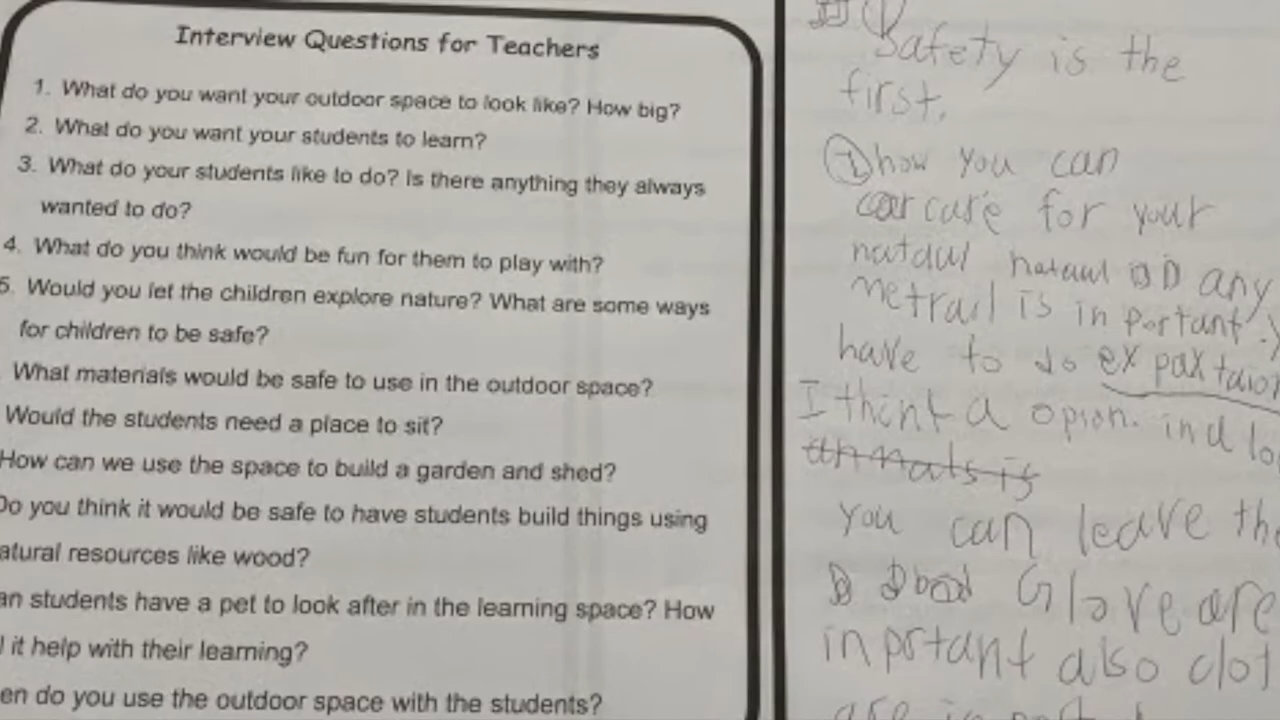 Interview Questions for Teachers
1. What do you want your outdoor space to look like? How big?
2. What do you want your students to learn?
3. What do your students like to do? Is there anything they always
wanted to do?
4. What do you think would be fun for them to play with?
5. Would you let the children explore nature? What are some ways
for children to be safe?
What materials would be safe to use in the outdoor space?
Would the students need a place to sit?
How can we use the space to build a garden and shed?
Do you think it would be safe to have students build things using
atural resources like wood?
an students have a pet to look after in the learning space? How
it help with their learning?
en do you use the outdoor space with the students?
Safety is the
first.
how you can
care for your
any
metrail is in portant.
have to do ex paxtaion
I think a opion.
you can leave the
Glove are
in portant also clot